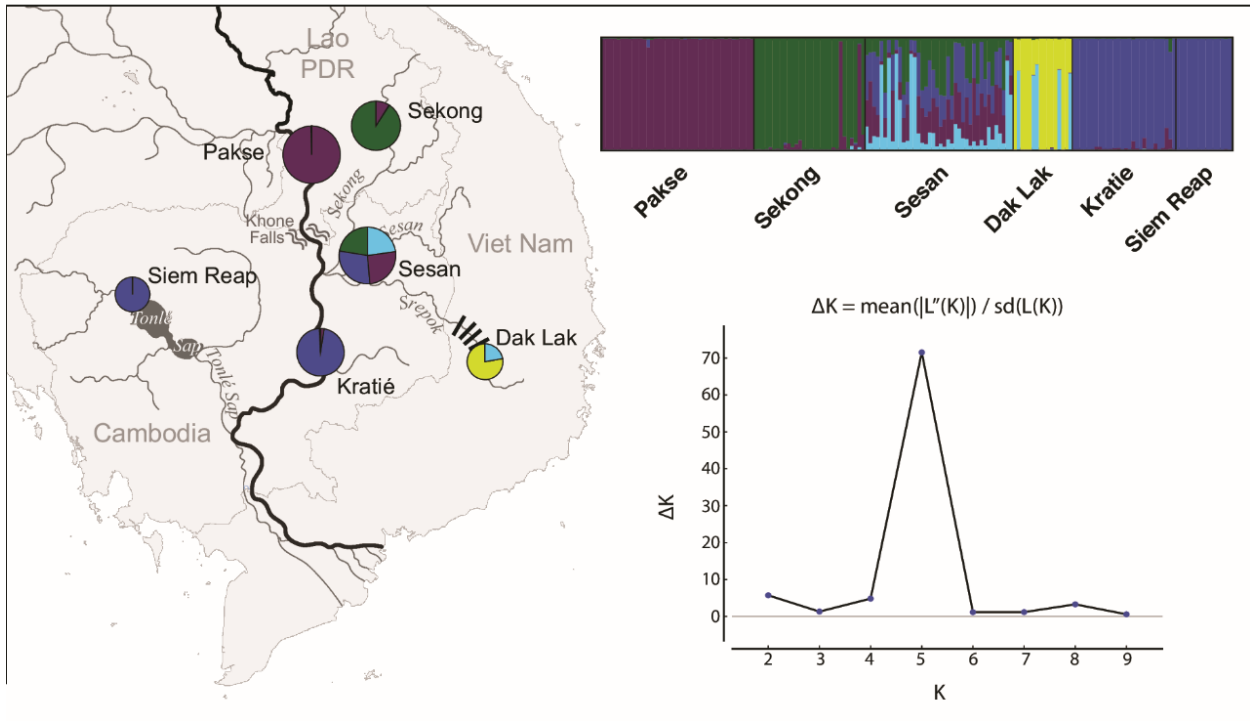 Lao
PDR
Sekong
Pakse
Sekong
Khone
Falls
Sesan
Viet Nam
Sesan
Siem Reap
Tonlé
Sap
Srepok
Dak Lak
Tonlé Sap
Kratié
Cambodia
Pakse
Sekong
Sesan
Dak Lak
Kratie
Siem Reap
ΔK = mean(|L″(K)|) / sd(L(K))
70
60
50
40
30
20
10
0
ΔK
2 3 4 5 6 7 8 9
K